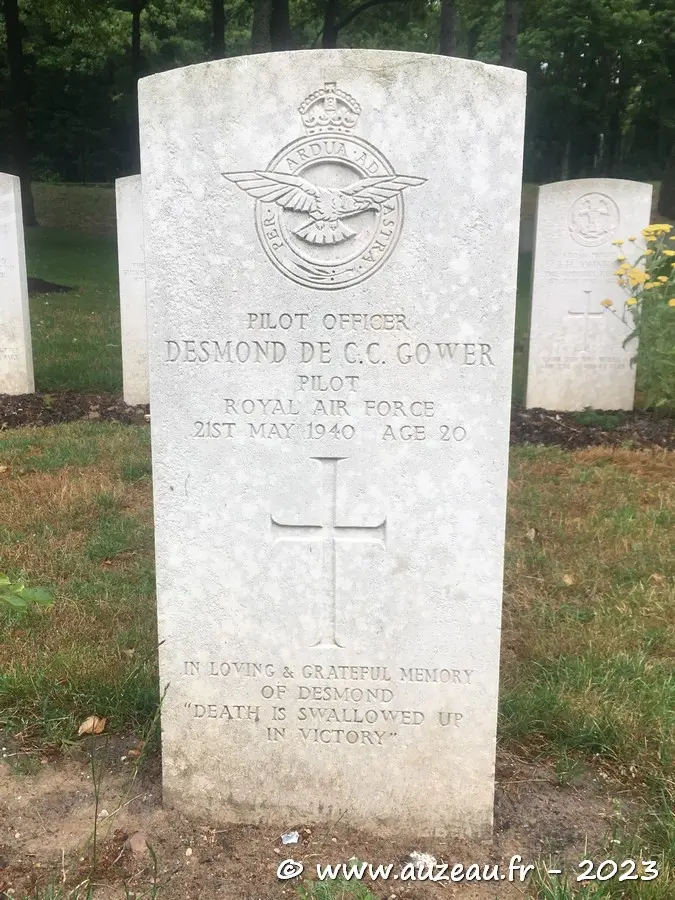 PER · ARDUA · AD · ASTRA
PILOT OFFICER
DESMOND DE C.C. GOWER
PILOT
ROYAL AIR FORCE
21ST MAY 1940 AGE 20
IN LOVING & GRATEFUL MEMORY
OF DESMOND
"DEATH IS SWALLOWED UP
IN VICTORY"
© www.auzeau.fr - 2023